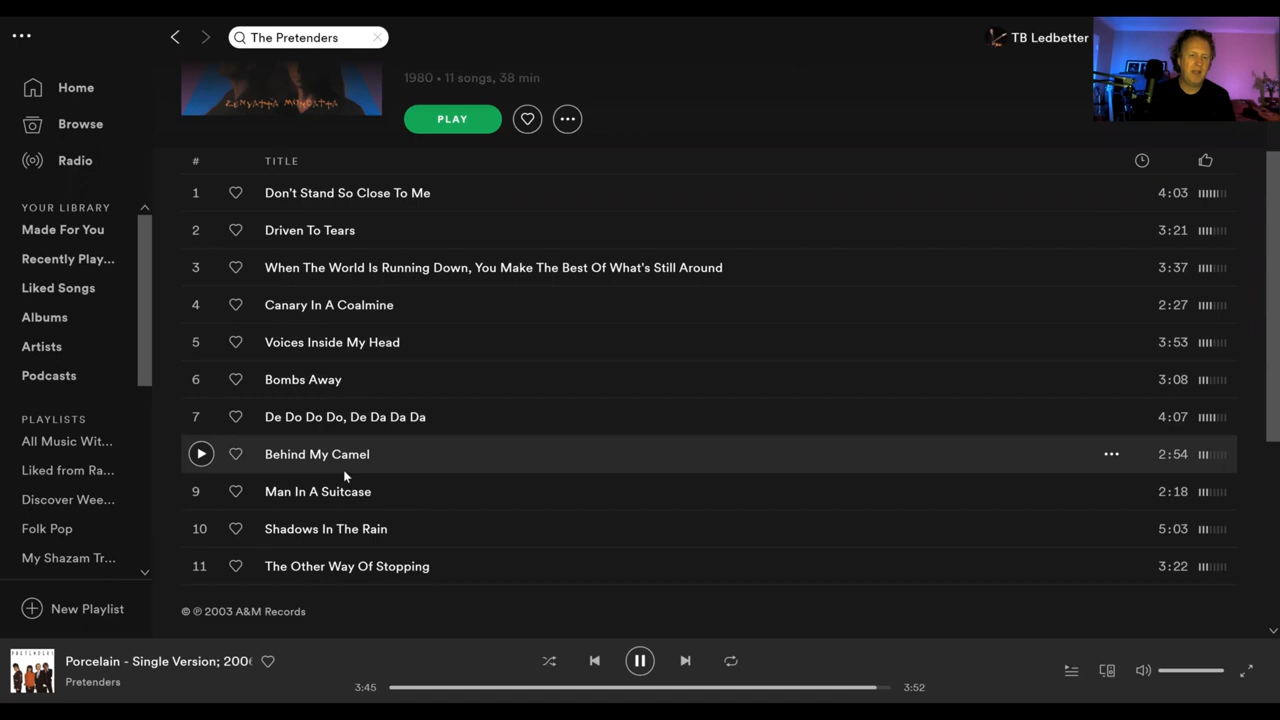 The Pretenders
TB Ledbetter
Home
Browse
Radio
YOUR LIBRARY
Made For You
Recently Play...
Liked Songs
Albums
Artists
Podcasts
PLAYLISTS
All Music Wit...
Liked from Ra...
Discover Wee...
Folk Pop
My Shazam Tr...
New Playlist
ZENYATTA MONDATTA
1980 • 11 songs, 38 min
PLAY
# TITLE
1 Don't Stand So Close To Me 4:03
2 Driven To Tears 3:21
3 When The World Is Running Down, You Make The Best Of What's Still Around 3:37
4 Canary In A Coalmine 2:27
5 Voices Inside My Head 3:53
6 Bombs Away 3:08
7 De Do Do Do, De Da Da Da 4:07
Behind My Camel 2:54
9 Man In A Suitcase 2:18
10 Shadows In The Rain 5:03
11 The Other Way Of Stopping 3:22
© ℗ 2003 A&M Records
PRETENDERS
Porcelain - Single Version; 200
Pretenders
3:45
3:52